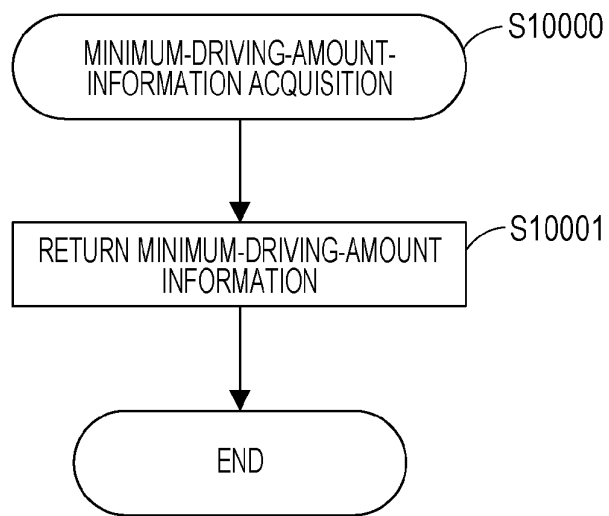 S10000
MINIMUM-DRIVING-AMOUNT-
INFORMATION ACQUISITION
S10001
RETURN MINIMUM-DRIVING-AMOUNT
INFORMATION
END